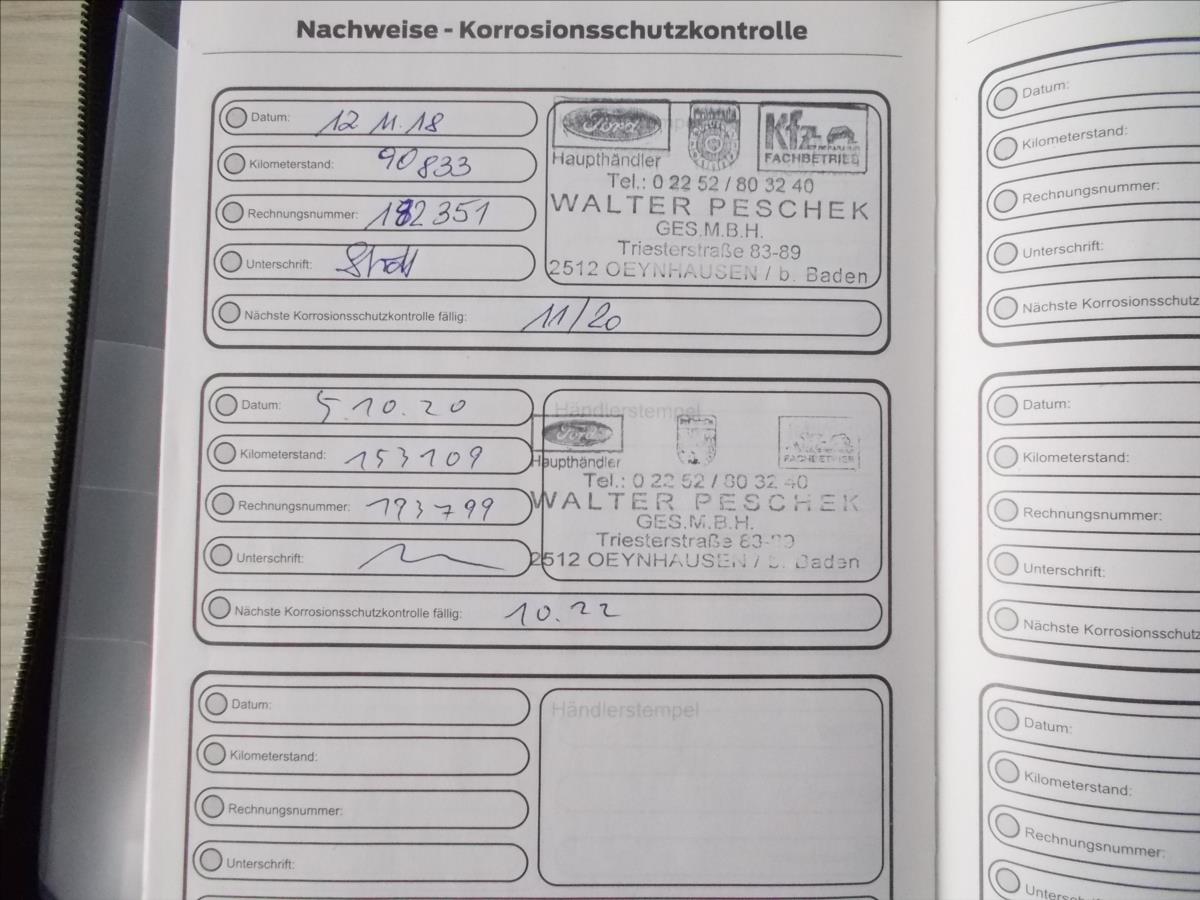 Nachweise - Korrosionsschutzkontrolle
Datum: 12 11.18
Kilometerstand: 90833
Rechnungsnummer: 182351
Unterschrift:
Ford
Kfz
Haupthändler
FACHBETRIEB
Tel.: 0 22 52 / 80 32 40
WALTER PESCHEK
GES.M.B.H.
Triesterstraße 83-89
2512 OEYNHAUSEN / b. Baden
Nächste Korrosionsschutzkontrolle fällig: 11/20
Datum: 5.10.20
Kilometerstand: 153109
Rechnungsnummer: 193799
Unterschrift:
Händlerstempel
Ford
Haupthändler
FACHBETRIEB
Tel.: 0 22 52 / 80 32 40
WALTER PESCHEK
GES.M.B.H.
Triesterstraße 83-89
2512 OEYNHAUSEN / b. Baden
Nächste Korrosionsschutzkontrolle fällig: 10.22
Datum:
Kilometerstand:
Rechnungsnummer:
Unterschrift:
Händlerstempel
Datum:
Kilometerstand:
Rechnungsnummer:
Unterschrift:
Nächste Korrosionsschutz
Datum:
Kilometerstand:
Rechnungsnummer:
Unterschrift:
Nächste Korrosionsschutz
Datum:
Kilometerstand:
Rechnungsnummer:
Unters